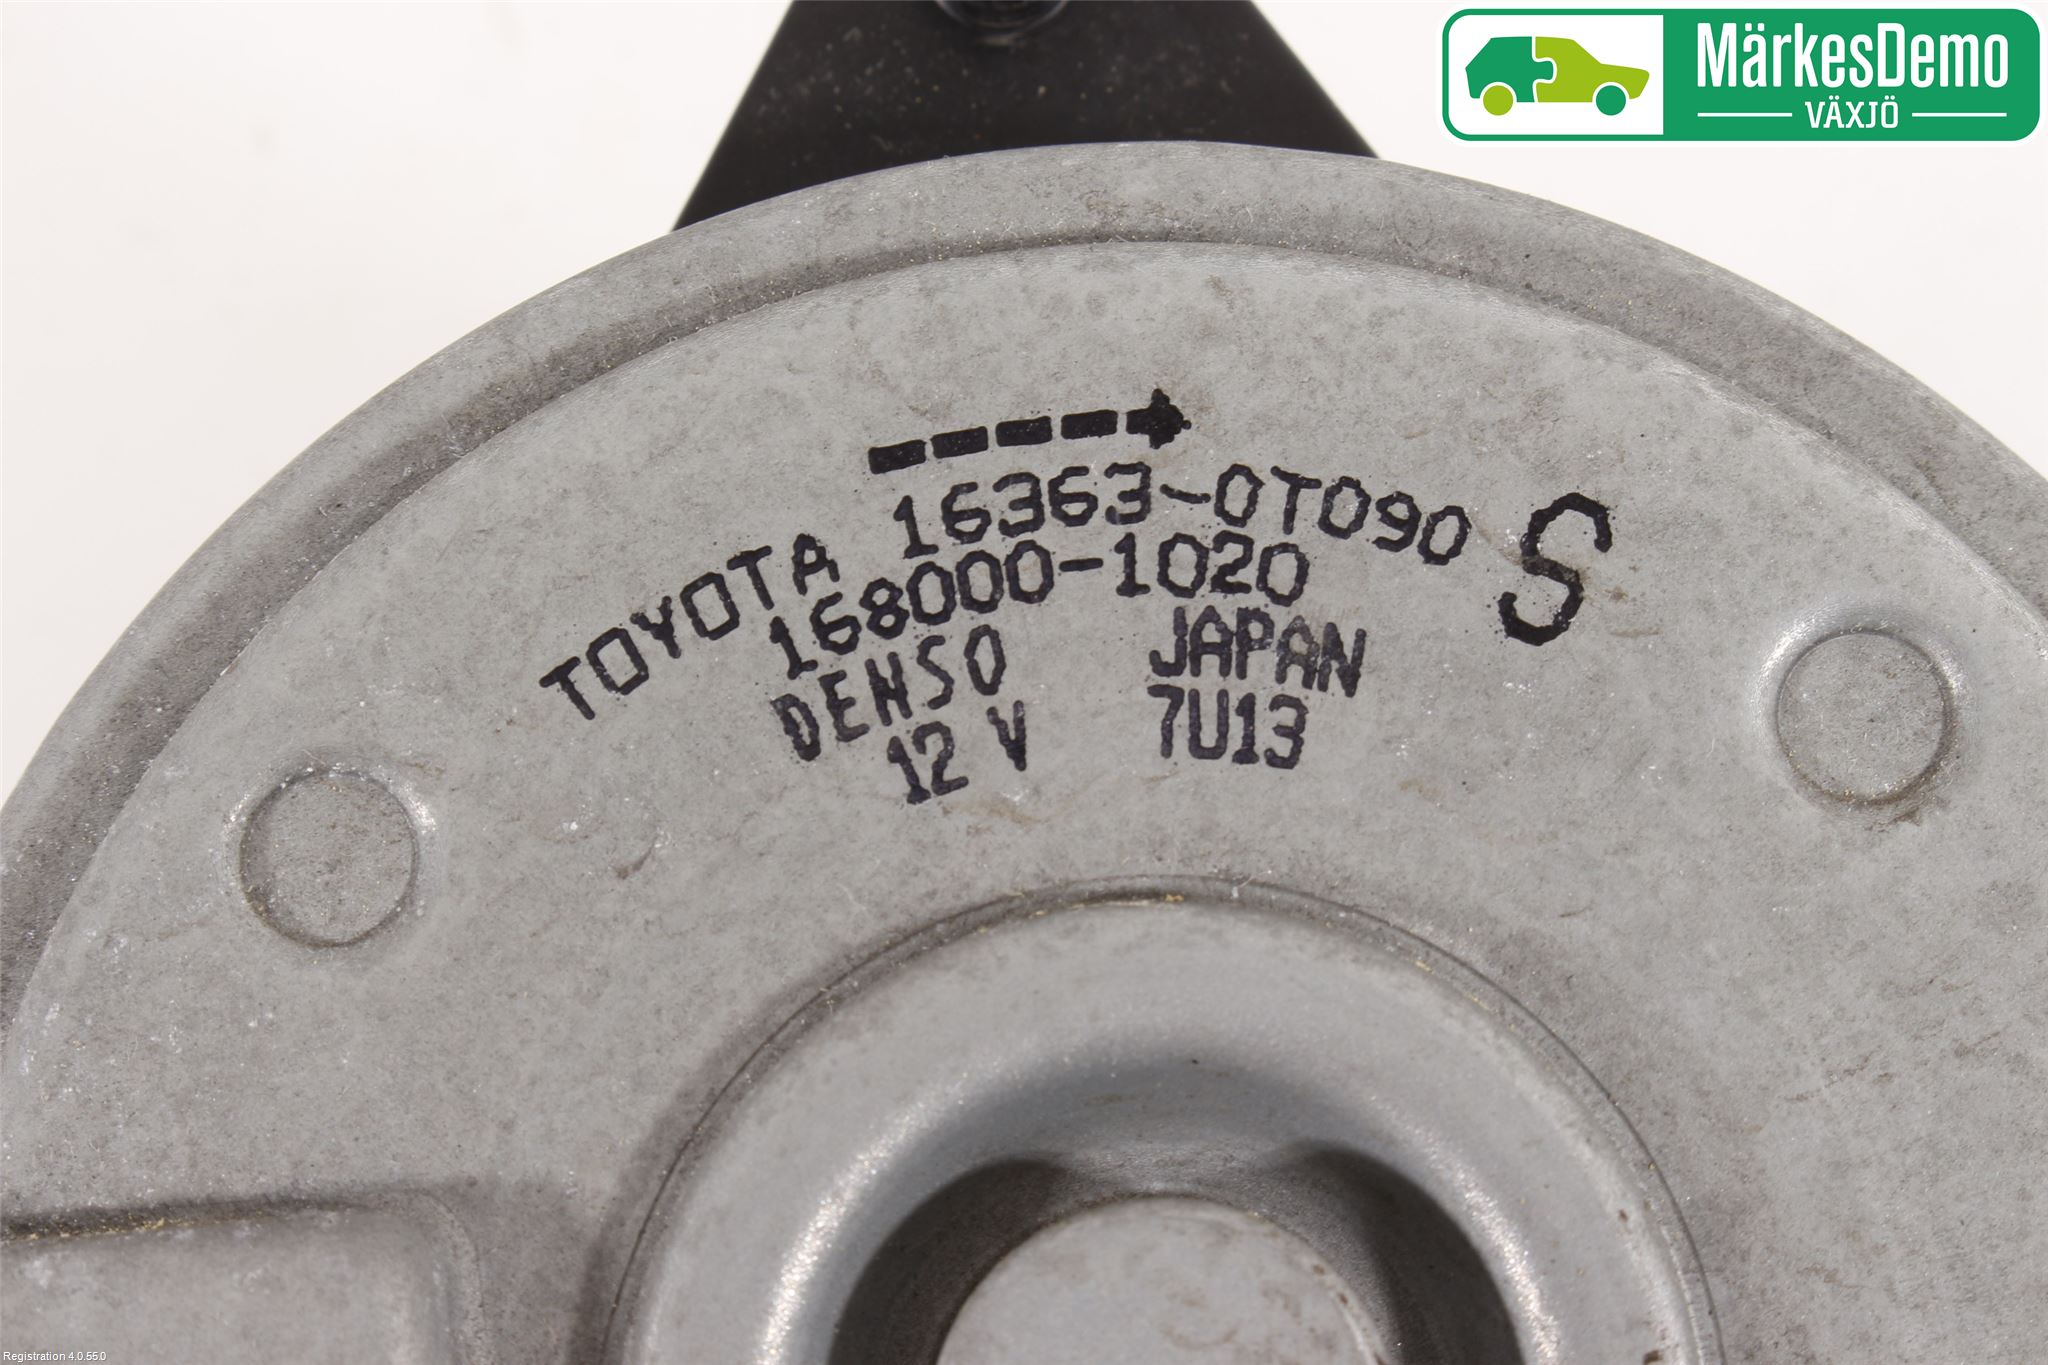 MärkesDemo
VÄXJÖ
TOYOTA 16363-0T090 S
168000-1020
DENSO JAPAN
12 V 7U13
Registration 4.0.55.0